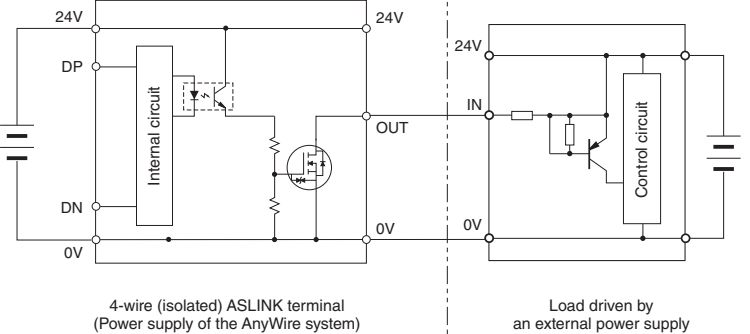 24V
24V
24V
DP
IN
OUT
Internal circuit
Control circuit
DN
0V
0V
0V
4-wire (isolated) ASLINK terminal
(Power supply of the AnyWire system)
Load driven by
an external power supply